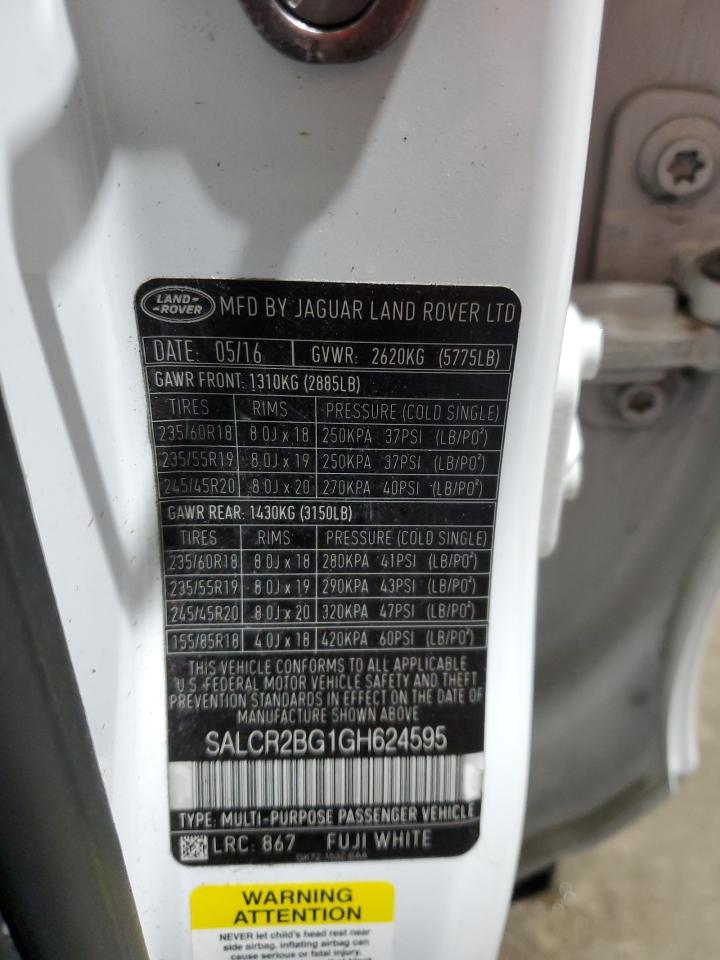 LAND-
ROVER
MFD BY JAGUAR LAND ROVER LTD
DATE: 05/16 GVWR: 2620KG (5775LB)
GAWR FRONT: 1310KG (2885LB)
TIRES RIMS PRESSURE (COLD SINGLE)
235/60R18 8.0J x 18 250KPA 37PSI (LB/PO²)
235/55R19 8.0J x 19 250KPA 37PSI (LB/PO²)
245/45R20 8.0J x 20 270KPA 40PSI (LB/PO²)
GAWR REAR: 1430KG (3150LB)
TIRES RIMS PRESSURE (COLD SINGLE)
235/60R18 8.0J x 18 280KPA 41PSI (LB/PO²)
235/55R19 8.0J x 19 290KPA 43PSI (LB/PO²)
245/45R20 8.0J x 20 320KPA 47PSI (LB/PO²)
155/85R18 4.0J x 18 420KPA 60PSI (LB/PO²)
THIS VEHICLE CONFORMS TO ALL APPLICABLE
U.S-FEDERAL MOTOR VEHICLE SAFETY AND THEFT
PREVENTION STANDARDS IN EFFECT ON THE DATE OF
MANUFACTURE SHOWN ABOVE
SALCR2BG1GH624595
TYPE: MULTI-PURPOSE PASSENGER VEHICLE
LRC: 867 FUJI WHITE
WARNING
ATTENTION
NEVER let child's head rest near
side airbag. inflating airbag can
cause serious or fatal injury.